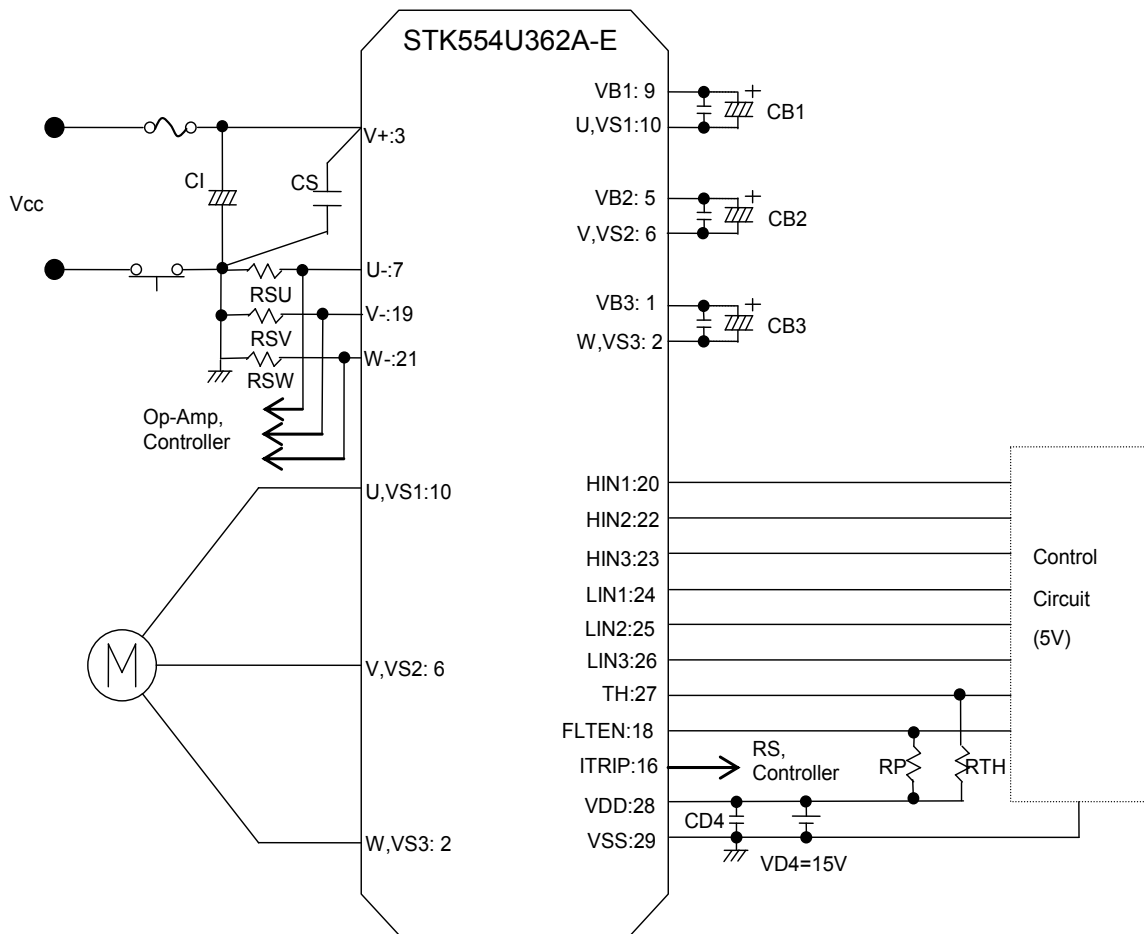 STK554U362A-E
VB1: 9
U,VS1:10
CB1
V+:3
CI
CS
Vcc
VB2: 5
V,VS2: 6
CB2
U-:7
RSU
V-:19
RSV
W-:21
RSW
VB3: 1
W,VS3: 2
CB3
Op-Amp,
Controller
U,VS1:10
HIN1:20
HIN2:22
HIN3:23
LIN1:24
LIN2:25
LIN3:26
TH:27
FLTEN:18
ITRIP:16
VDD:28
VSS:29
Control
Circuit
(5V)
M
V,VS2: 6
RS,
Controller
RP
RTH
CD4
VD4=15V
W,VS3: 2